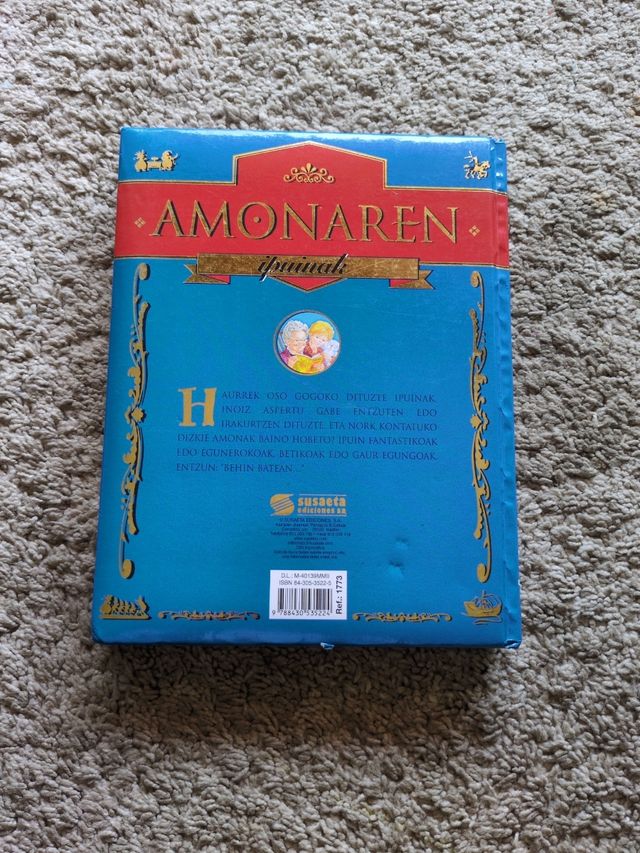 AMONAREN
ipuinak
HAURREK OSO GOGOKO DITUZTE IPUINAK,
INOIZ ASPERTU GABE ENTZUTEN EDO
IRAKURTZEN DITUZTE. ETA NORK KONTATUKO
DIZKIE AMONAK BAINO HOBETO? IPUIN FANTASTIKOAK
EDO EGUNEROKOAK, BETIKOAK EDO GAUR EGUNGOAK.
ENTZUN: "BEHIN BATEAN..."
susaeta
ediciones s.a.
© SUSAETA EDICIONES, S.A.
D.L.: M-40139MMII
ISBN 84-305-3522-5
9 788430 535224
Ref.: 1773